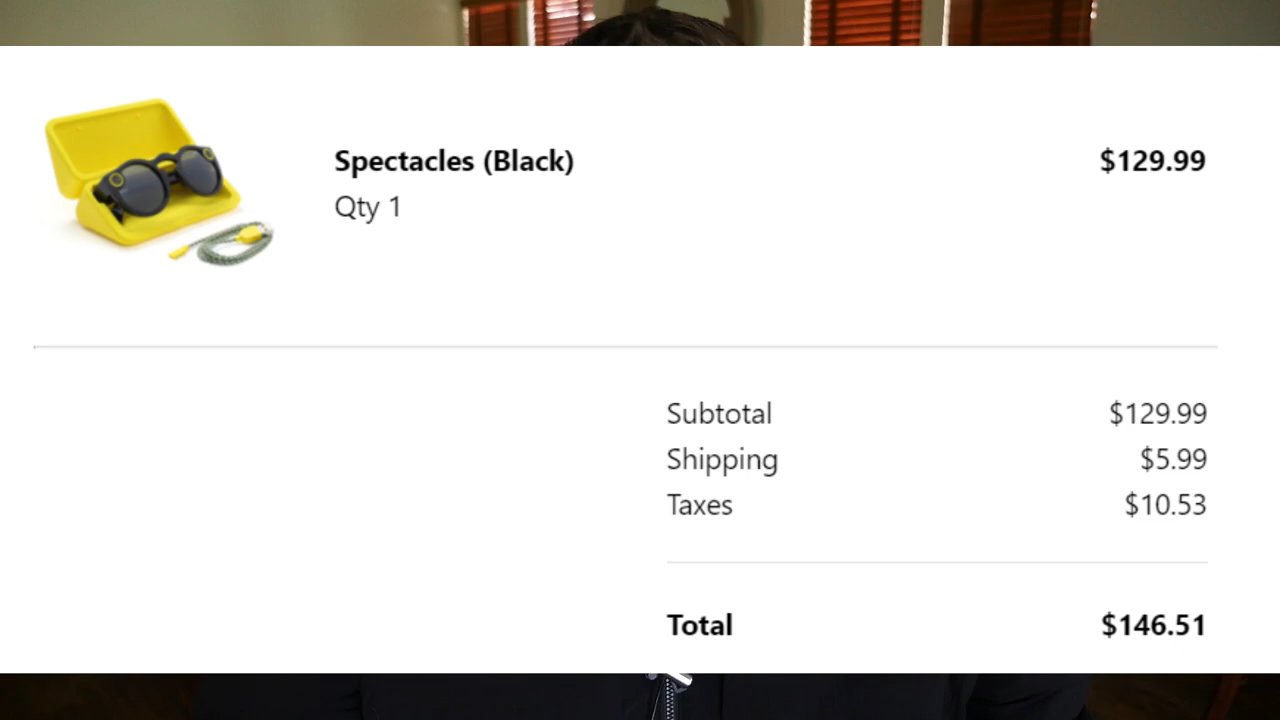 Spectacles (Black) $129.99
Qty 1
Subtotal $129.99
Shipping $5.99
Taxes $10.53
Total $146.51